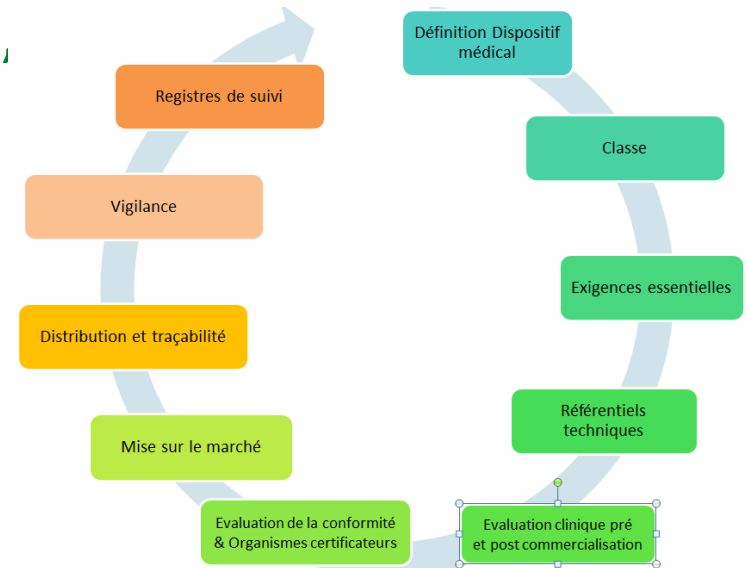 Définition Dispositif
médical
Classe
Exigences essentielles
Référentiels
techniques
Evaluation clinique pré
et post commercialisation
Evaluation de la conformité
& Organismes certificateurs
Mise sur le marché
Distribution et traçabilité
Vigilance
Registres de suivi